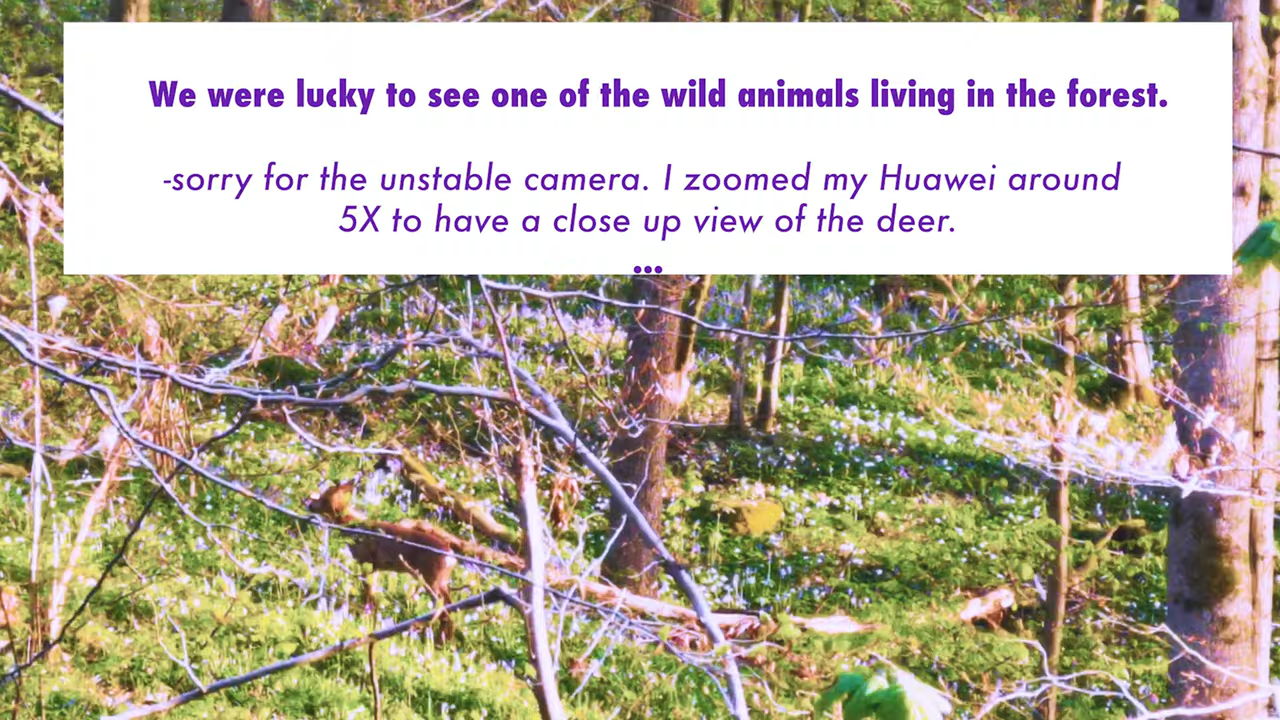 We were lucky to see one of the wild animals living in the forest.
-sorry for the unstable camera. I zoomed my Huawei around
5X to have a close up view of the deer.
...